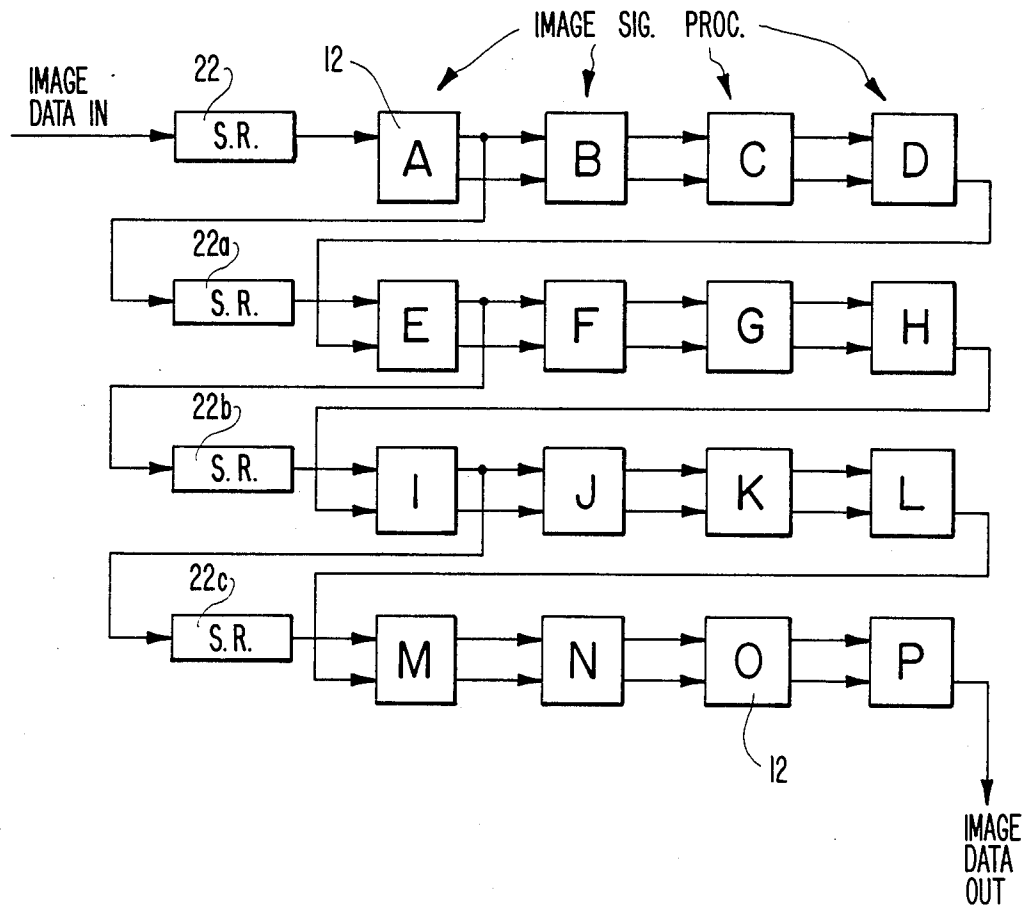 IMAGE SIG. PROC.
IMAGE
DATA IN
22
12
S.R.
A
B
C
D
22a
S.R.
E
F
G
H
22b
S.R.
I
J
K
L
22c
S.R.
M
N
O
P
12
IMAGE
DATA
OUT